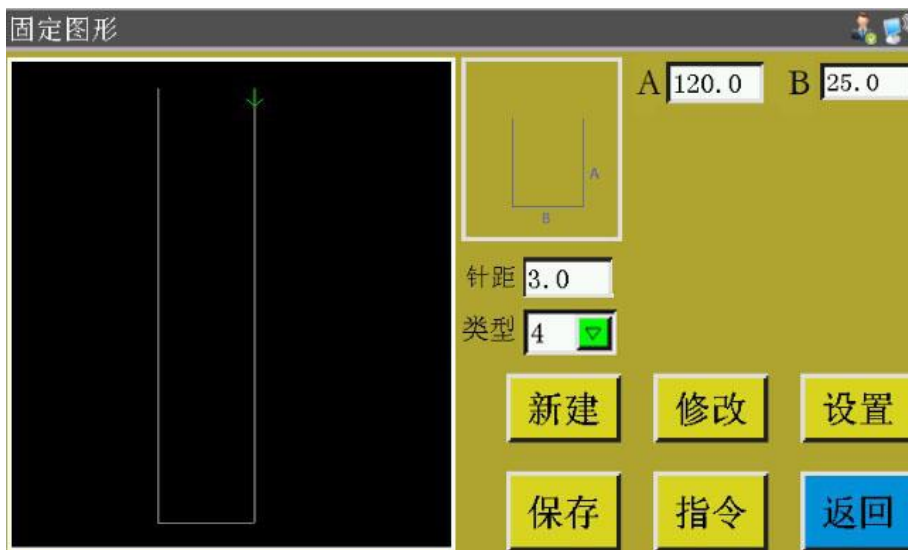 固定图形
A 120.0 B 25.0
A
B
针距 3.0
类型 4
新建 修改 设置
保存 指令 返回